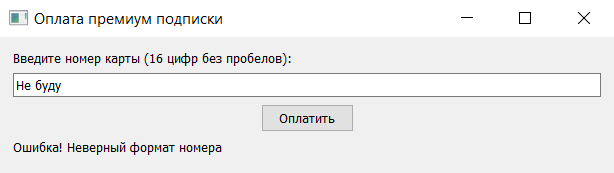 Оплата премиум подписки
Введите номер карты (16 цифр без пробелов):
Не буду
Оплатить
Ошибка! Неверный формат номера